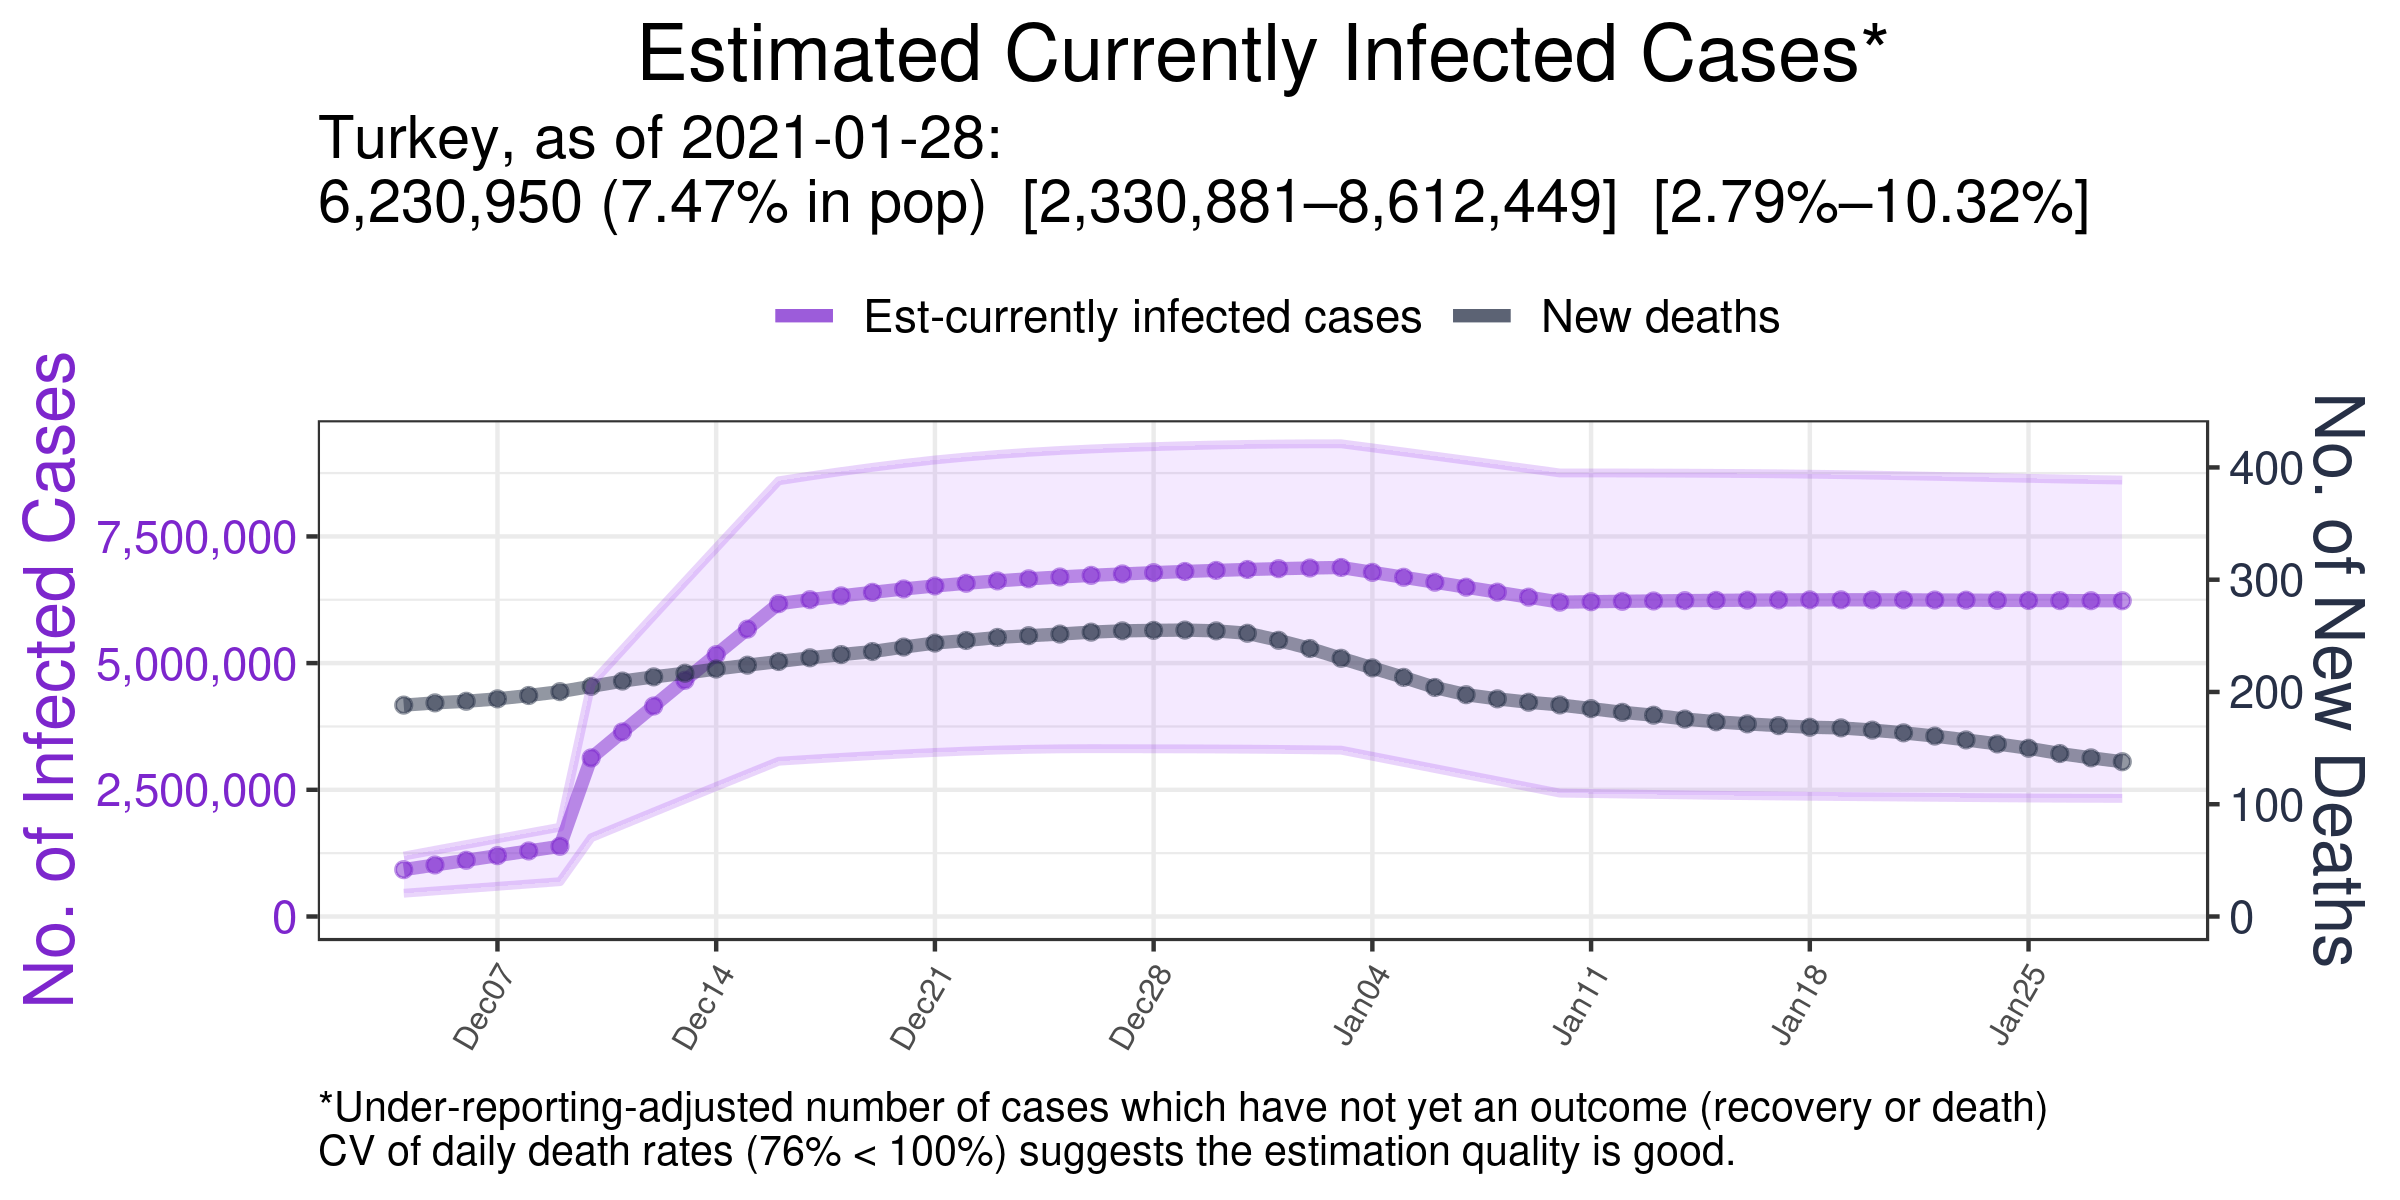 Estimated Currently Infected Cases*
Turkey, as of 2021-01-28:
6,230,950 (7.47% in pop)  [2,330,881–8,612,449]  [2.79%–10.32%]
Est-currently infected cases
New deaths
No. of Infected Cases
7,500,000
5,000,000
2,500,000
0
400
300
200
100
0
No. of New Deaths
Dec07
Dec14
Dec21
Dec28
Jan04
Jan11
Jan18
Jan25
*Under-reporting-adjusted number of cases which have not yet an outcome (recovery or death)
CV of daily death rates (76% < 100%) suggests the estimation quality is good.